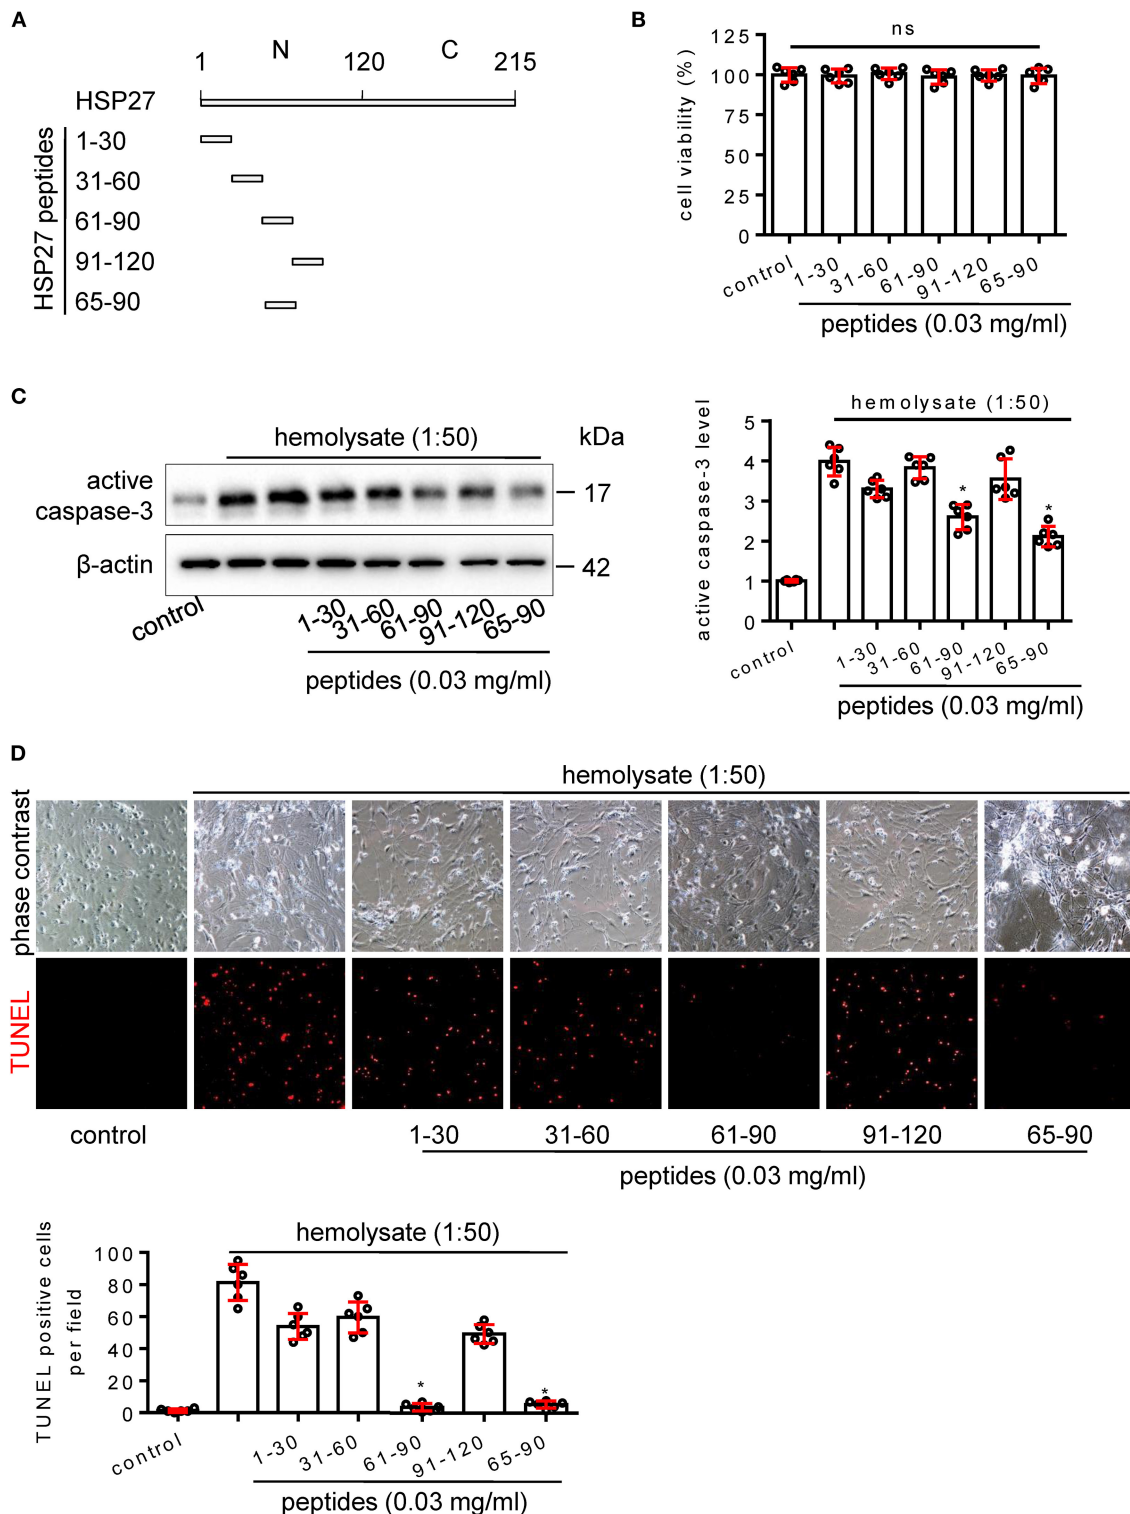 A
1 N 120 C 215
HSP27
HSP27 peptides
1-30
31-60
61-90
91-120
65-90
B
ns
cell viability (%)
125
100
75
50
25
0
control 1-30 31-60 61-90 91-120 65-90
peptides (0.03 mg/ml)
C
hemolysate (1:50) kDa
active
caspase-3
17
β-actin
42
control 1-30 31-60 61-90 91-120 65-90
peptides (0.03 mg/ml)
hemolysate (1:50)
active caspase-3 level
5
4
3
2
1
0
*
*
control 1-30 31-60 61-90 91-120 65-90
peptides (0.03 mg/ml)
D
hemolysate (1:50)
phase contrast
TUNEL
control 1-30 31-60 61-90 91-120 65-90
peptides (0.03 mg/ml)
hemolysate (1:50)
TUNEL positive cells
per field
100
80
60
40
20
0
*
*
control 1-30 31-60 61-90 91-120 65-90
peptides (0.03 mg/ml)